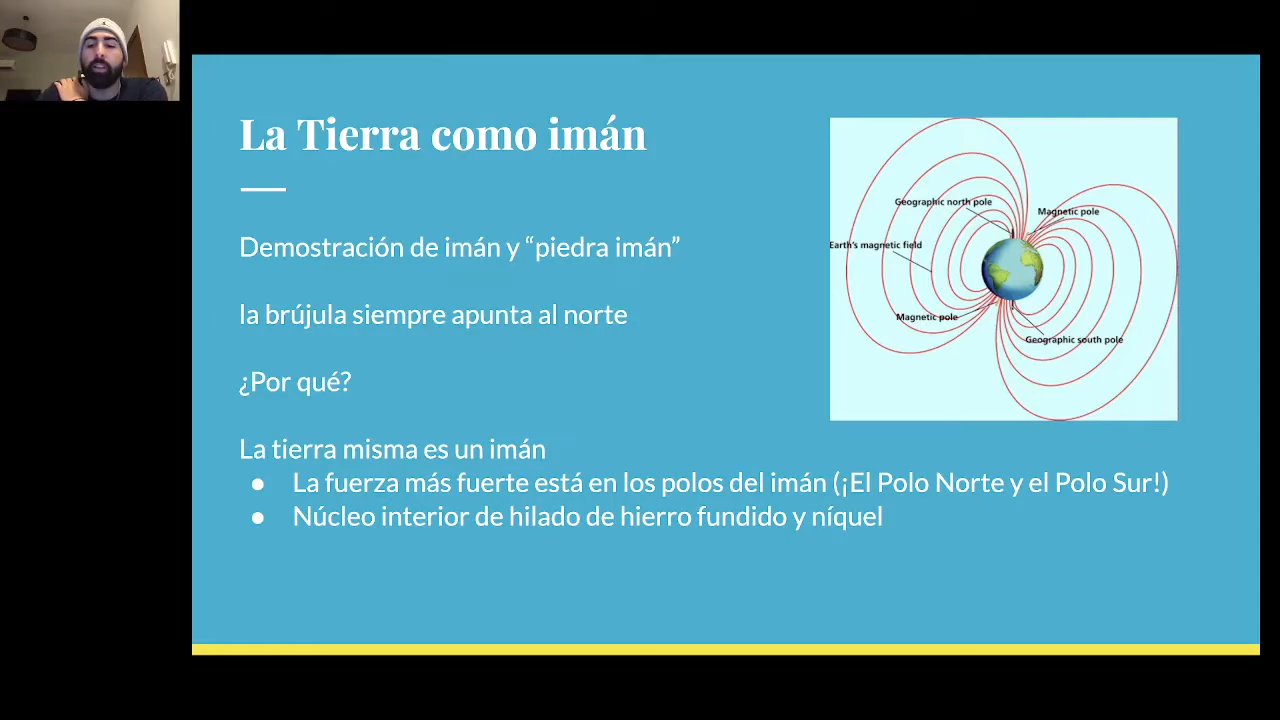 La Tierra como imán
Demostración de imán y “piedra imán”
la brújula siempre apunta al norte
¿Por qué?
La tierra misma es un imán
● La fuerza más fuerte está en los polos del imán (¡El Polo Norte y el Polo Sur!)
● Núcleo interior de hilado de hierro fundido y níquel
Geographic north pole
Magnetic pole
Earth's magnetic field
Magnetic pole
Geographic south pole